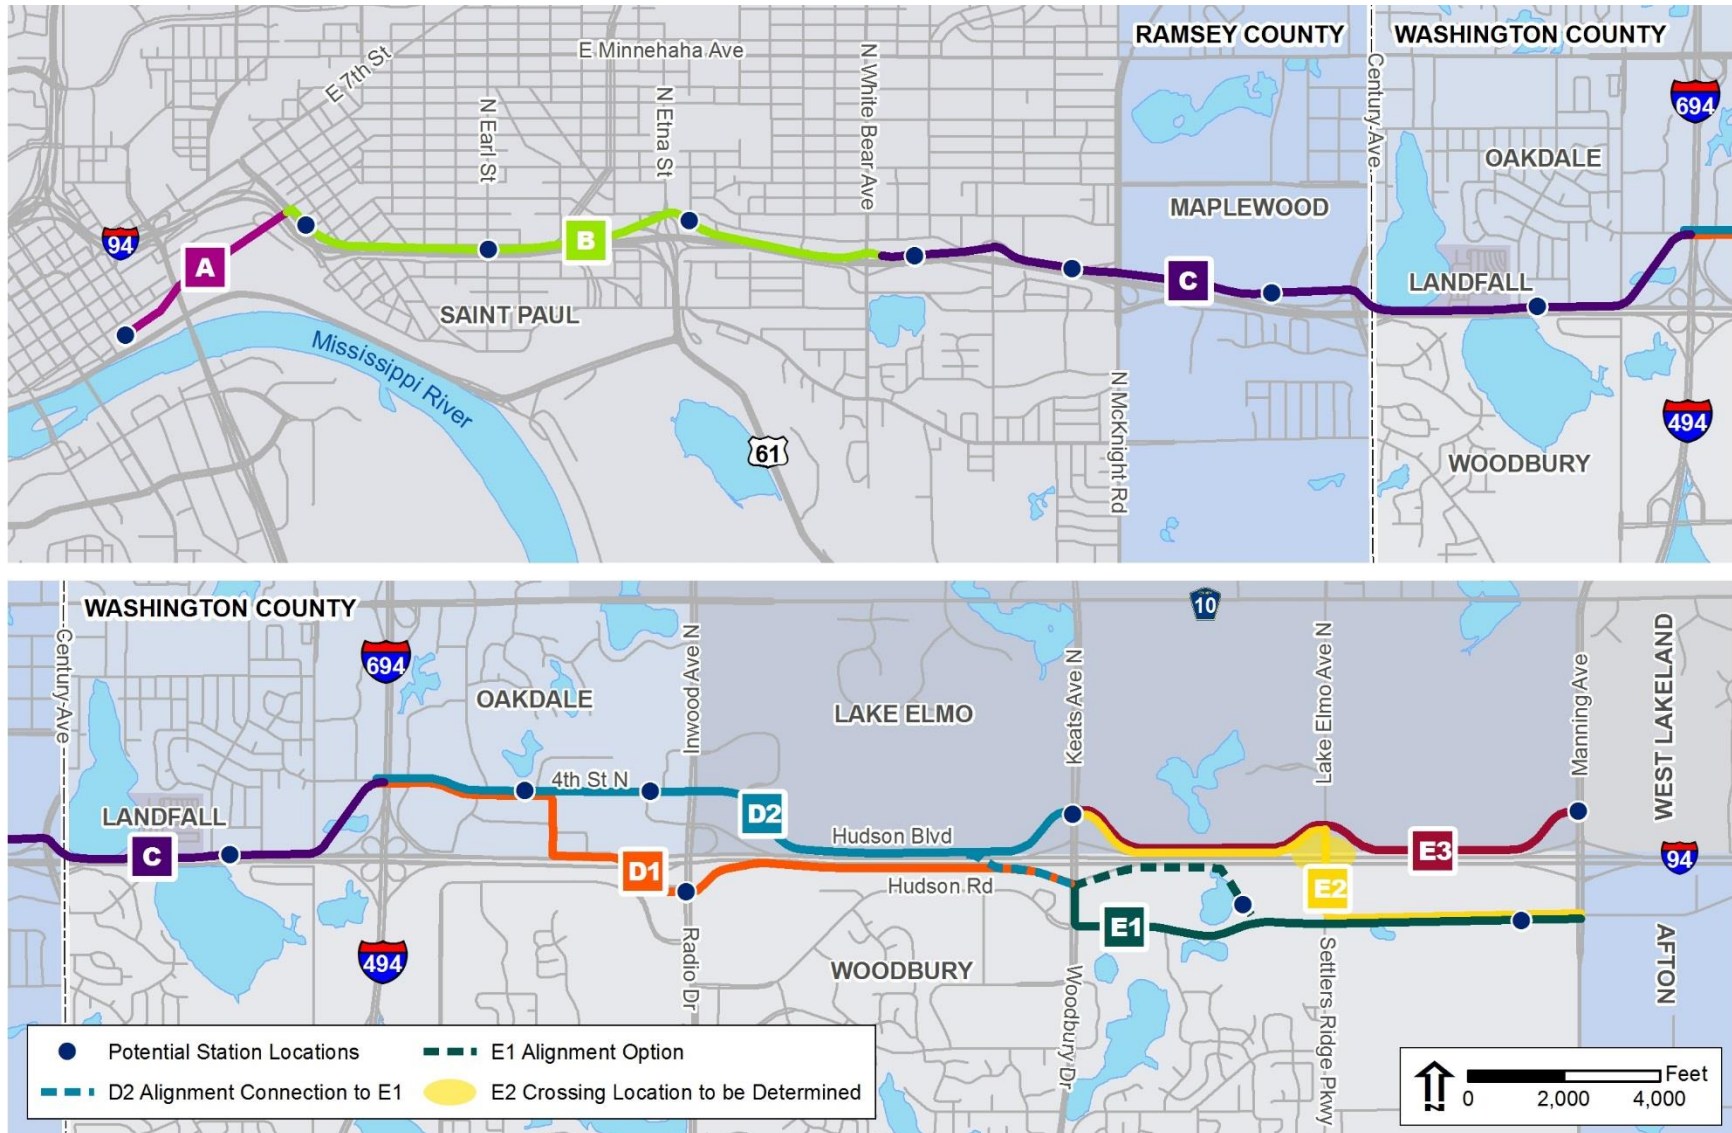 RAMSEY COUNTY
WASHINGTON COUNTY
E 7th St
E Minnehaha Ave
N White Bear Ave
Century Ave
694
N Earl St
N Etna St
OAKDALE
MAPLEWOOD
94
A
B
C
LANDFALL
SAINT PAUL
Mississippi River
N McKnight Rd
494
61
WOODBURY
WASHINGTON COUNTY
10
Century Ave
694
Inwood Ave N
Keats Ave N
Lake Elmo Ave N
Manning Ave
WEST LAKELAND
OAKDALE
LAKE ELMO
4th St N
LANDFALL
D2
Hudson Blvd
C
D1
E3
94
Hudson Rd
E2
E1
494
Radio Dr
WOODBURY
Woodbury Dr
Settlers Ridge Pkwy
AFTON
Potential Station Locations
E1 Alignment Option
D2 Alignment Connection to E1
E2 Crossing Location to be Determined
N
Feet
0 2,000 4,000